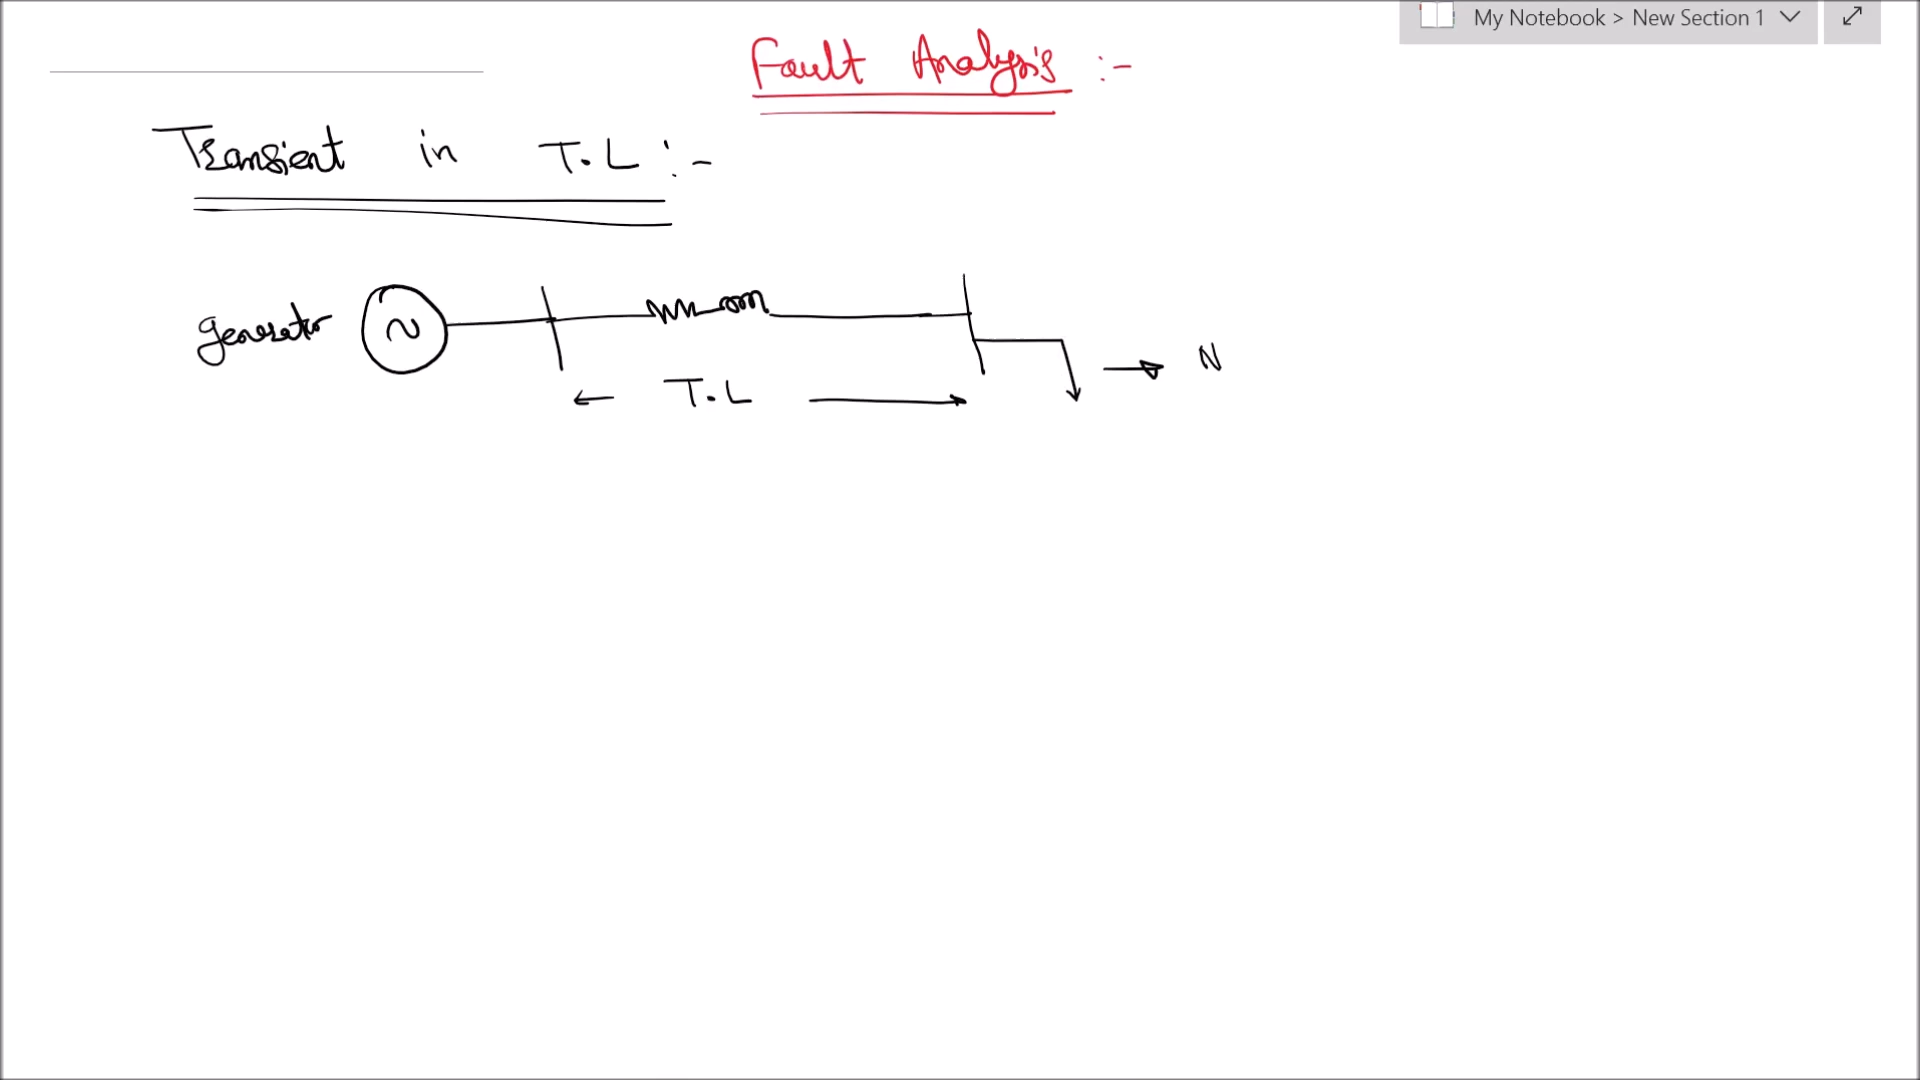 My Notebook > New Section 1
Fault Analysis :-
Transient in T.L :-
generator
T.L
N